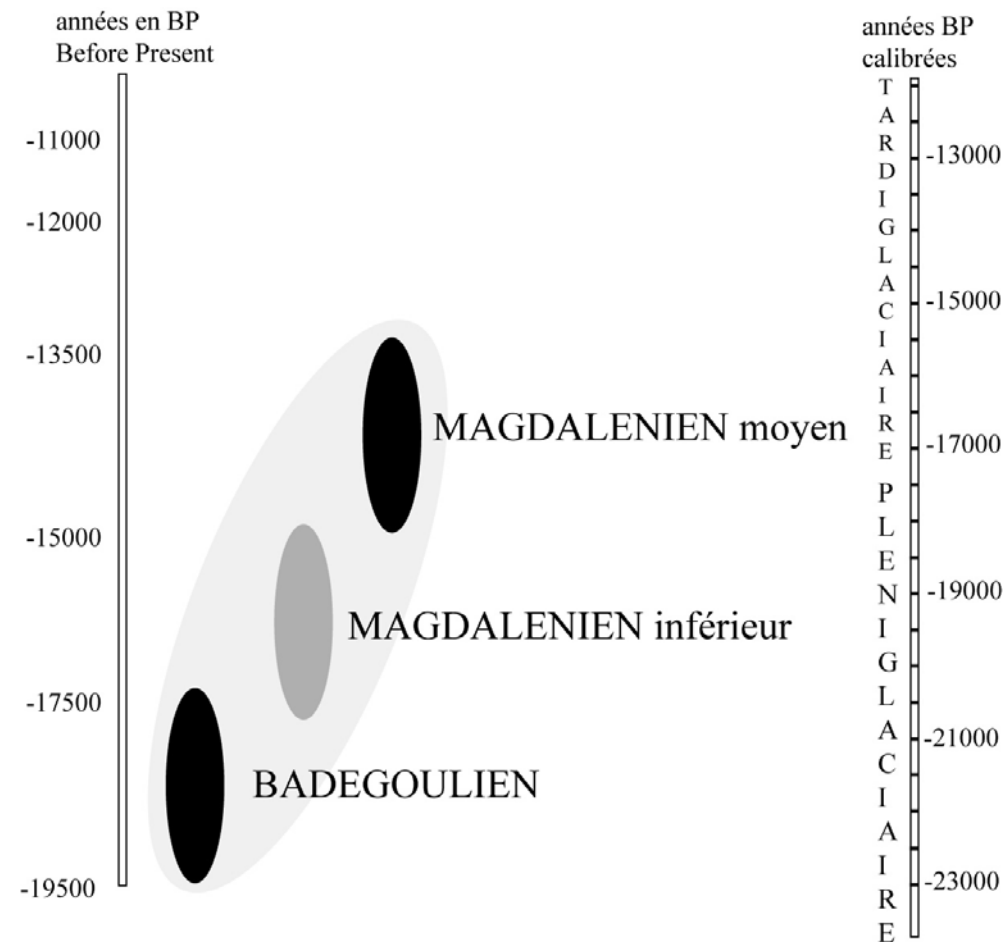 années en BP
Before Present
-11000
-12000
-13500
-15000
-17500
-19500
MAGDALENIEN moyen
MAGDALENIEN inférieur
BADEGOULIEN
années BP
calibrées
TARDIGLACIAIRE
PLENIGLACIAIRE
-13000
-15000
-17000
-19000
-21000
-23000